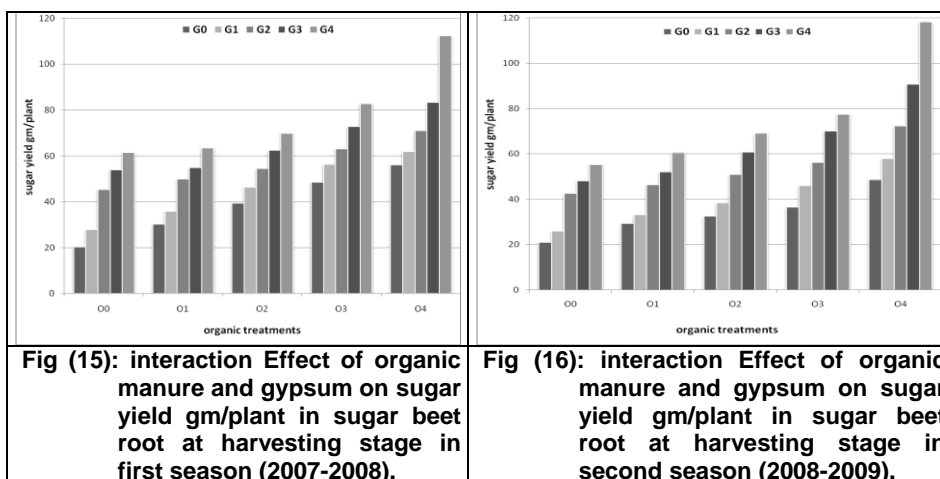 120
100
80
60
40
20
0
sugar yield gm/plant
G0 G1 G2 G3 G4
O0 O1 O2 O3 O4
organic treatments
Fig (15): interaction Effect of organic
manure and gypsum on sugar
yield gm/plant in sugar beet
root at harvesting stage in
first season (2007-2008).
120
100
80
60
40
20
0
sugar yield gm/plant
G0 G1 G2 G3 G4
O0 O1 O2 O3 O4
organic treatments
Fig (16): interaction Effect of organic
manure and gypsum on sugar
yield gm/plant in sugar beet
root at harvesting stage in
second season (2008-2009).